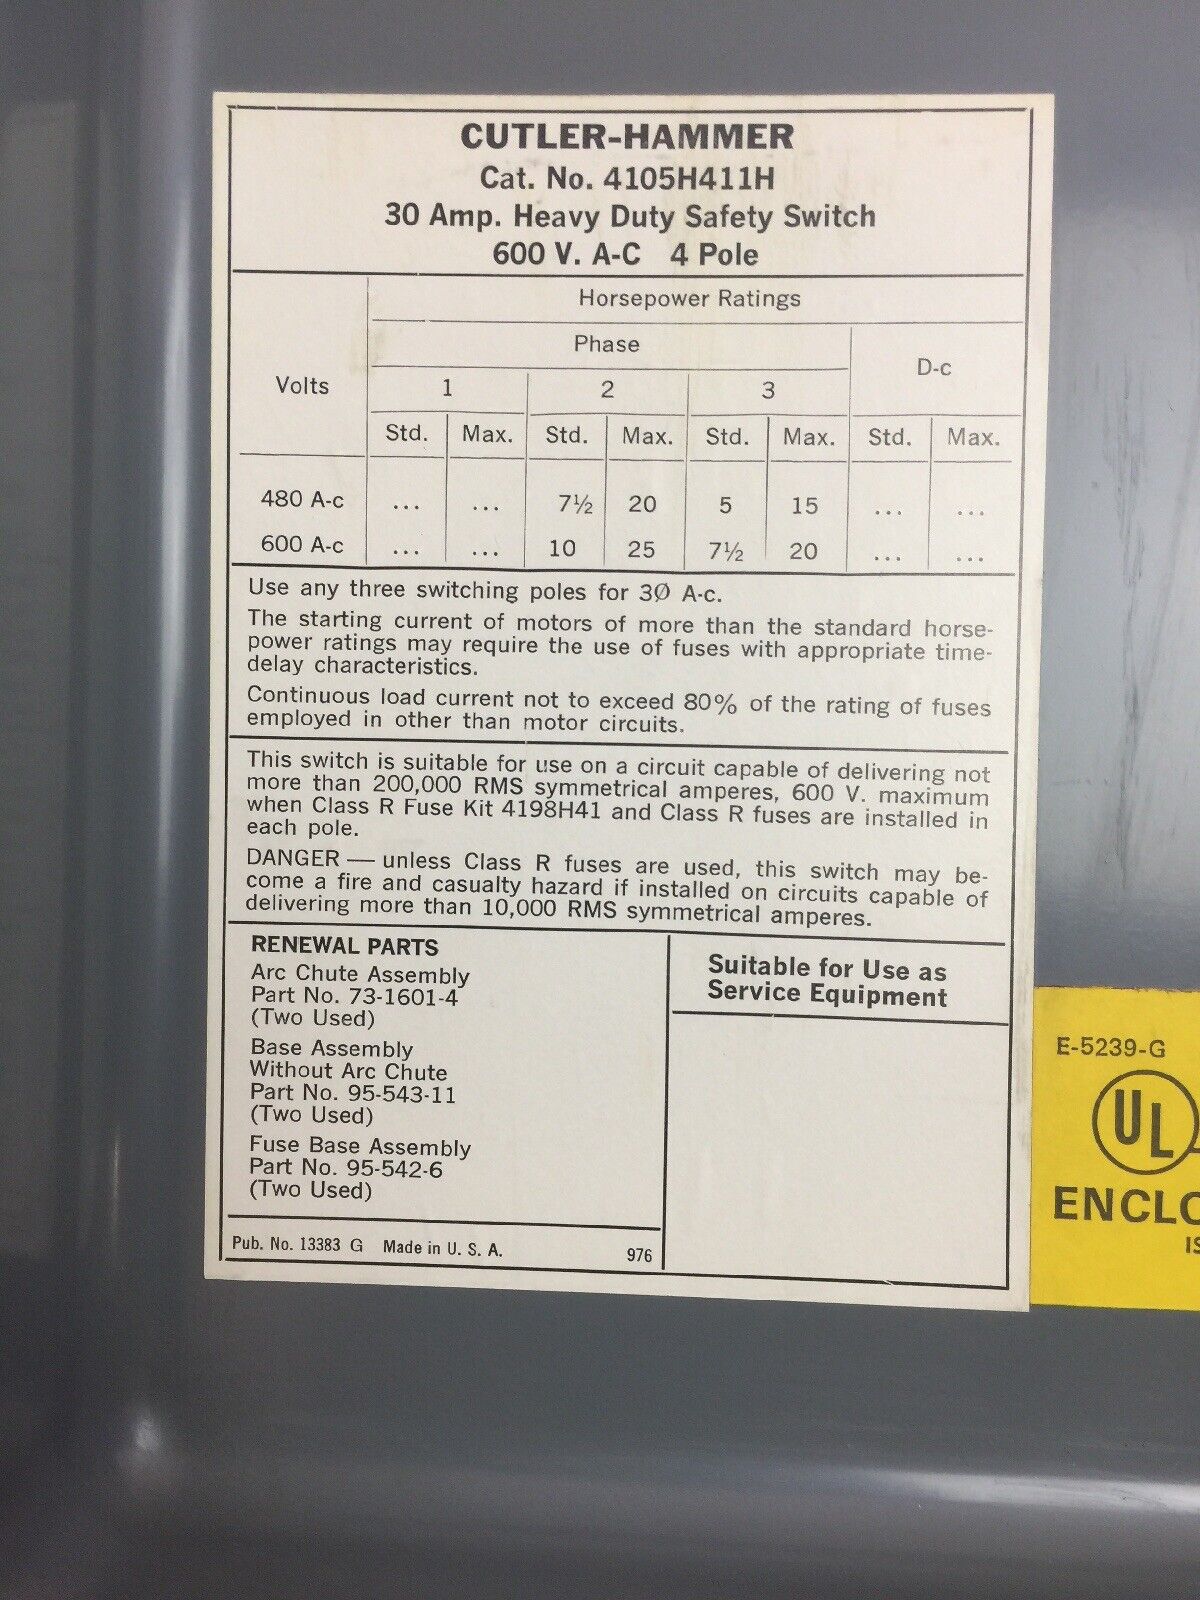 CUTLER-HAMMER
Cat. No. 4105H411H
30 Amp. Heavy Duty Safety Switch
600 V. A-C 4 Pole
Horsepower Ratings
Phase
D-c
Volts
1 2 3
Std. Max. Std. Max. Std. Max. Std. Max.
480 A-c ... ... 7½ 20 5 15 ... ...
600 A-c ... ... 10 25 7½ 20 ... ...
Use any three switching poles for 3Ø A-c.
The starting current of motors of more than the standard horse-
power ratings may require the use of fuses with appropriate time-
delay characteristics.
Continuous load current not to exceed 80% of the rating of fuses
employed in other than motor circuits.
This switch is suitable for use on a circuit capable of delivering not
more than 200,000 RMS symmetrical amperes, 600 V. maximum
when Class R Fuse Kit 4198H41 and Class R fuses are installed in
each pole.
DANGER — unless Class R fuses are used, this switch may be-
come a fire and casualty hazard if installed on circuits capable of
delivering more than 10,000 RMS symmetrical amperes.
RENEWAL PARTS
Arc Chute Assembly
Part No. 73-1601-4
(Two Used)
Base Assembly
Without Arc Chute
Part No. 95-543-11
(Two Used)
Fuse Base Assembly
Part No. 95-542-6
(Two Used)
Pub. No. 13383 G Made in U. S. A. 976
Suitable for Use as
Service Equipment
E-5239-G
UL
ENCLO
IS